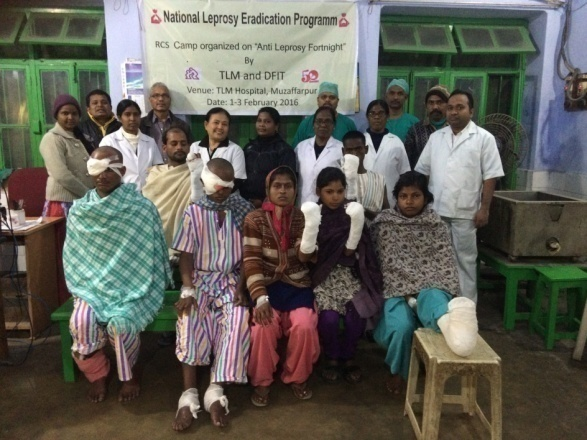 National Leprosy Eradication Programm
RCS Camp organized on "Anti Leprosy Fortnight"
By
TLM and DFIT
Venue: TLM Hospital, Muzaffarpur
Date: 1-3 February 2016